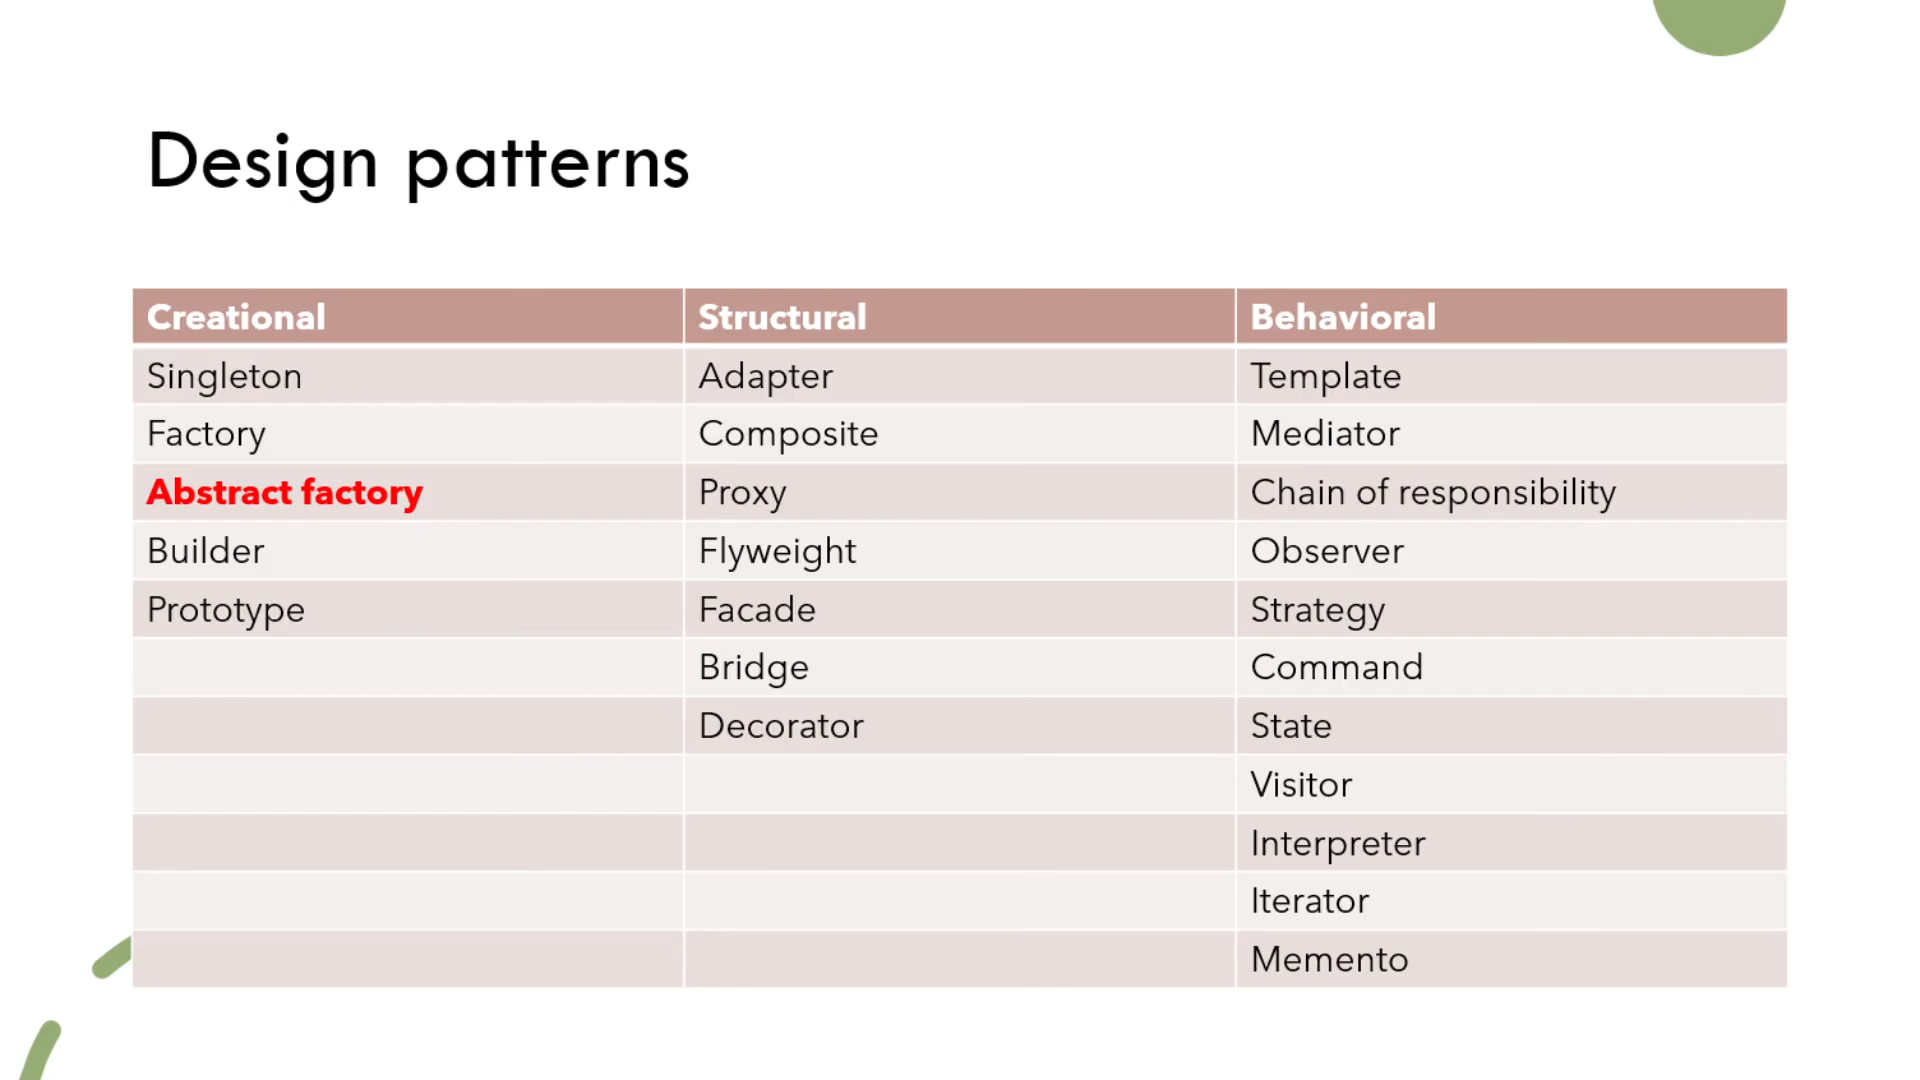 Design patterns
Creational Structural Behavioral
Singleton Adapter Template
Factory Composite Mediator
Abstract factory Proxy Chain of responsibility
Builder Flyweight Observer
Prototype Facade Strategy
Bridge Command
Decorator State
Visitor
Interpreter
Iterator
Memento